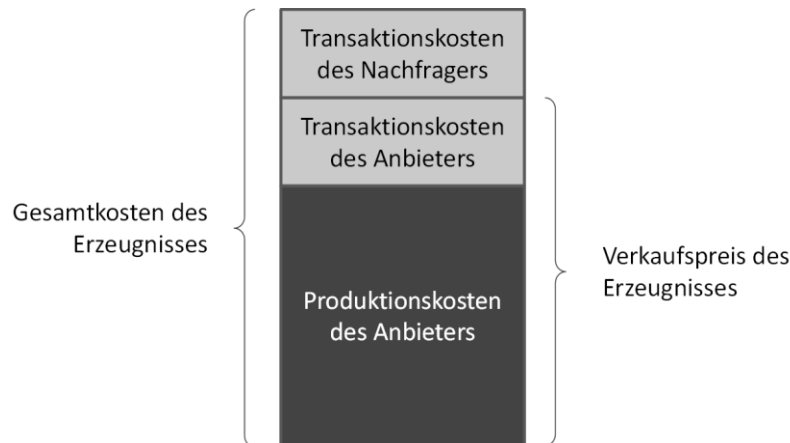 Transaktionskosten
des Nachfragers
Transaktionskosten
des Anbieters
Gesamtkosten des
Erzeugnisses
Verkaufspreis des
Erzeugnisses
Produktionskosten
des Anbieters